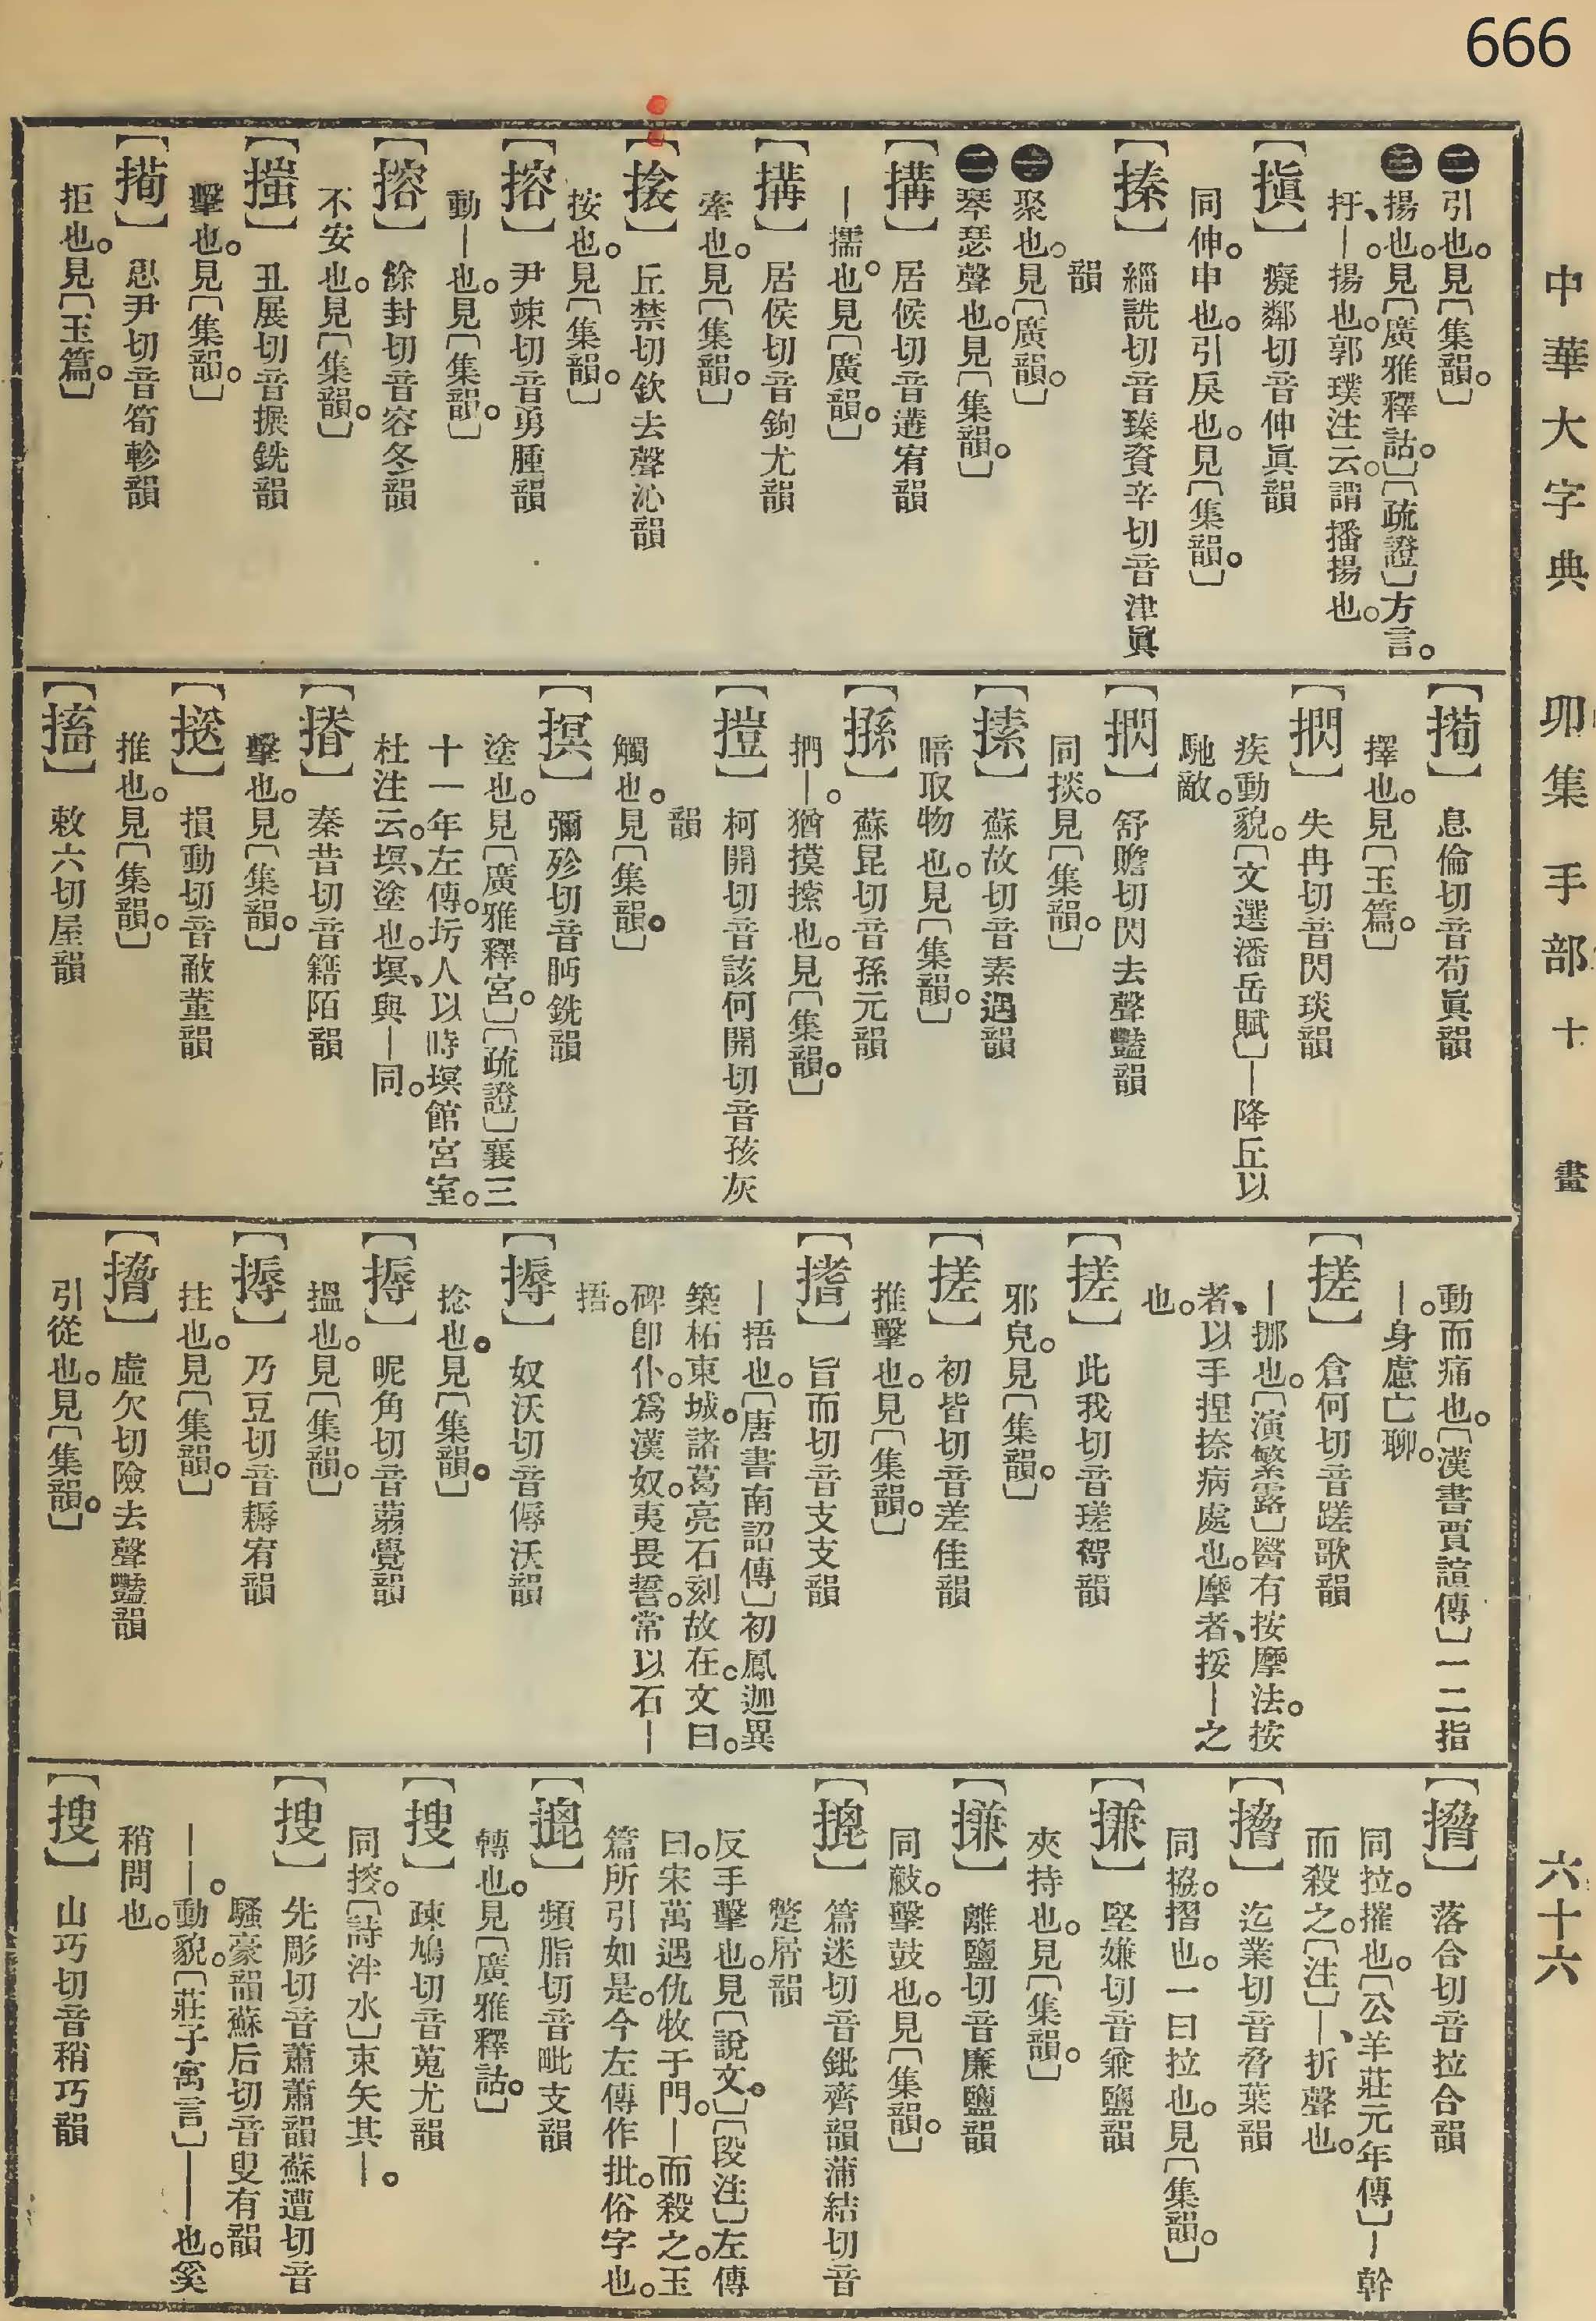 666
中華大字典　卯集　手部　十畫　六十六
㊁引也。見〔集韻。〕
㊂揚也。見〔廣雅釋詁。〕〔疏證〕方言。
抙、—揚也。郭璞注云。謂播揚也。
【搷】癡鄰切音伸眞韻
同伸。申也。引戾也。見〔集韻。〕
【搸】緇詵切音臻資辛切音津眞
韻
㊀聚也。見〔廣韻。〕
㊁琴瑟聲也。見〔集韻。〕
【搆】居候切音遘宥韻
—擩也。見〔廣韻。〕
【搆】居侯切音鉤尤韻
牽也。見〔集韻。〕
【搇】丘禁切欽去聲沁韻
按也。見〔集韻。〕
【搈】尹竦切音勇腫韻
動—也。見〔集韻。〕
【搈】餘封切音容冬韻
不安也。見〔集韻。〕
【搓】丑展切音搌銑韻
擊也。見〔集韻。〕
【㨚】思尹切音筍軫韻
拒也。見〔玉篇。〕
【㨚】息倫切音荀眞韻
擇也。見〔玉篇。〕
【㨛】失冉切音閃琰韻
疾動貌。〔文選潘岳賦〕—降丘以
馳敵。
【㨛】舒贍切閃去聲豔韻
同掞。見〔集韻。〕
【㨞】蘇故切音素遇韻
暗取物也。見〔集韻。〕
【搎】蘇昆切音孫元韻
捫—。猶摸㨞也。見〔集韻。〕
【㨟】柯開切音該何開切音孩灰
韻
觸也。見〔集韻。〕
【㨠】彌殄切音眄銑韻
塗也。見〔廣雅釋宮。〕〔疏證〕襄三
十一年左傳。圬人以時塓館宮室。
杜注云。塓、塗也。塓、與—同。
【㨜】秦昔切音籍陌韻
擊也。見〔集韻。〕
【㨢】損動切音㪔董韻
推也。見〔集韻。〕
【搐】敕六切屋韻
動而痛也。〔漢書賈誼傳〕一二指
—。身慮亡聊。
【搓】倉何切音蹉歌韻
—挪也。〔演繁露〕醫有按摩法。按
者、以手捏捺病處也。摩者、挼—之
也。
【搓】此我切音瑳哿韻
邪皃。見〔集韻。〕
【搓】初皆切音差佳韻
推擊也。見〔集韻。〕
【搘】旨而切音支支韻
—捂也。〔唐書南詔傳〕初鳳迦異
築柘東城。諸葛亮石刻故在。文曰。
碑卽仆。爲漢奴。夷畏誓。常以石—
捂。
【搙】奴沃切音傉沃韻
捻也。見〔集韻。〕
【搙】昵角切音搦覺韻
搵也。見〔集韻。〕
【搙】乃豆切音耨宥韻
拄也。見〔集韻。〕
【搚】虛欠切險去聲豔韻
引從也。見〔集韻。〕
【搚】落合切音拉合韻
同拉。摧也。〔公羊莊元年傳〕—幹
而殺之。〔注〕—、折聲也。
【搚】迄業切音脅葉韻
同㧱。摺也。一曰拉也。見〔集韻。〕
【搛】堅嫌切音兼鹽韻
夾持也。見〔集韻。〕
【搛】離鹽切音廉鹽韻
同㪘。擊鼓也。見〔集韻。〕
【㨽】篇迷切音鈚齊韻蒲結切音
蹩屑韻
反手擊也。見〔說文。〕〔段注〕左傳
曰。宋萬遇仇牧于門。—而殺之。玉
篇所引如是。今左傳作批。俗字也。
【㨽】頻脂切音毗支韻
轉也。見〔廣雅釋詁。〕
【搜】疎鳩切音蒐尤韻
同挼。〔詩泮水〕束矢其—。
【搜】先彫切音蕭蕭韻蘇遭切音
騷豪韻蘇后切音叟有韻
——。動貌。〔莊子寓言〕——也。奚
稍問也。
【搜】山巧切音稍巧韻